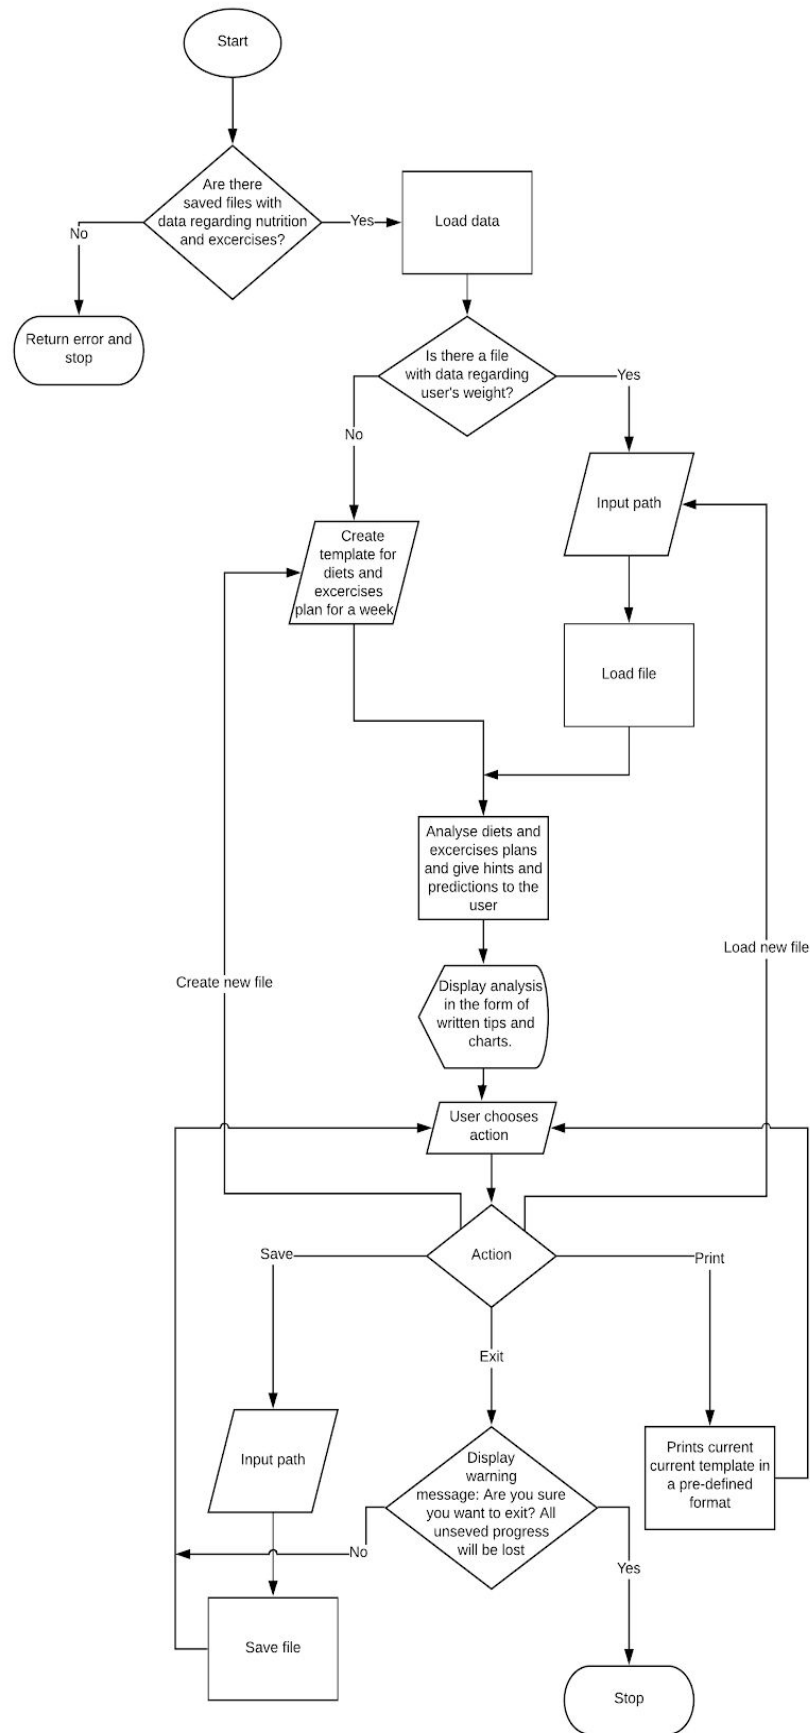 Start
Are there
saved files with
data regarding nutrition
and excercises?
No
Yes
Load data
Return error and
stop
Is there a file
with data regarding
user's weight?
Yes
No
Input path
Create
template for
diets and
excercises
plan for a week
Load file
Analyse diets and
excercises plans
and give hints and
predictions to the
user
Load new file
Create new file
Display analysis
in the form of
written tips and
charts.
User chooses
action
Action
Save
Print
Exit
Input path
Display
warning
message: Are you sure
you want to exit? All
unseved progress
will be lost
Prints current
current template in
a pre-defined
format
No
Yes
Save file
Stop